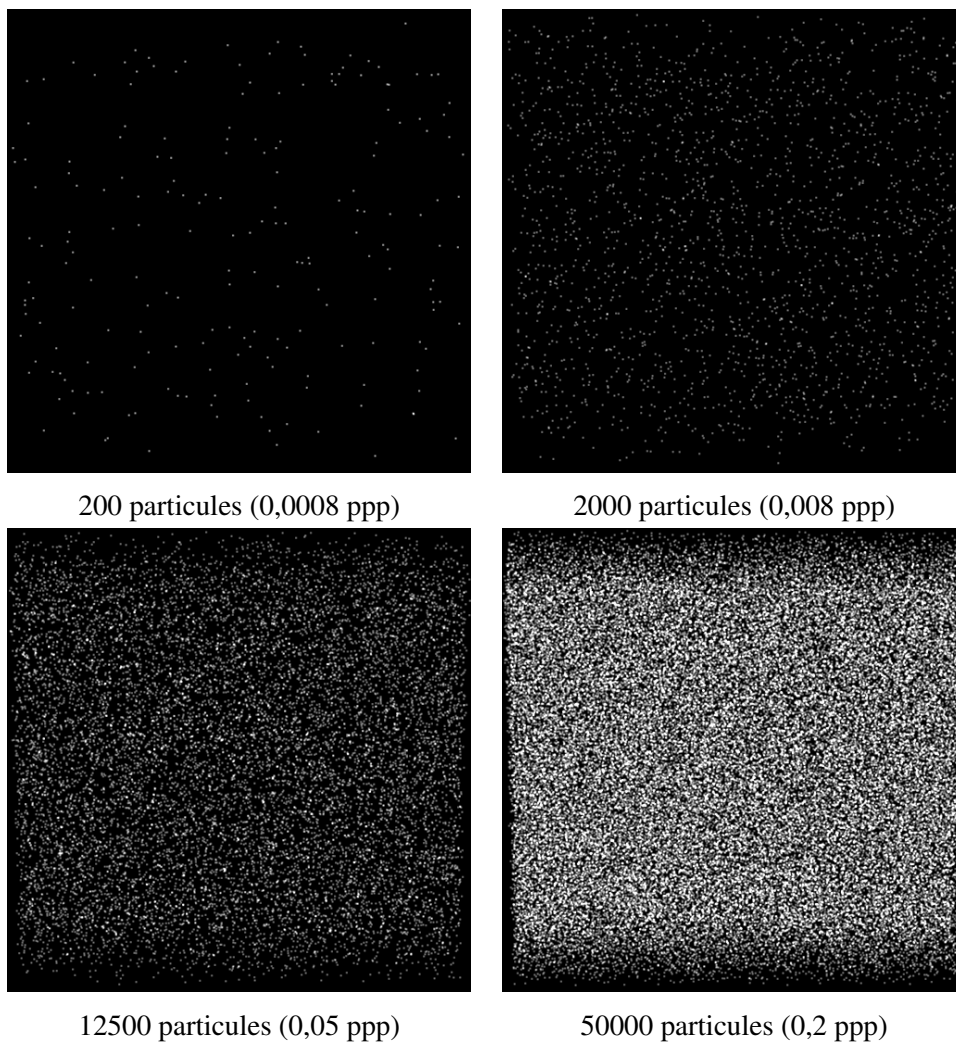 200 particules (0,0008 ppp)
2000 particules (0,008 ppp)
12500 particules (0,05 ppp)
50000 particules (0,2 ppp)